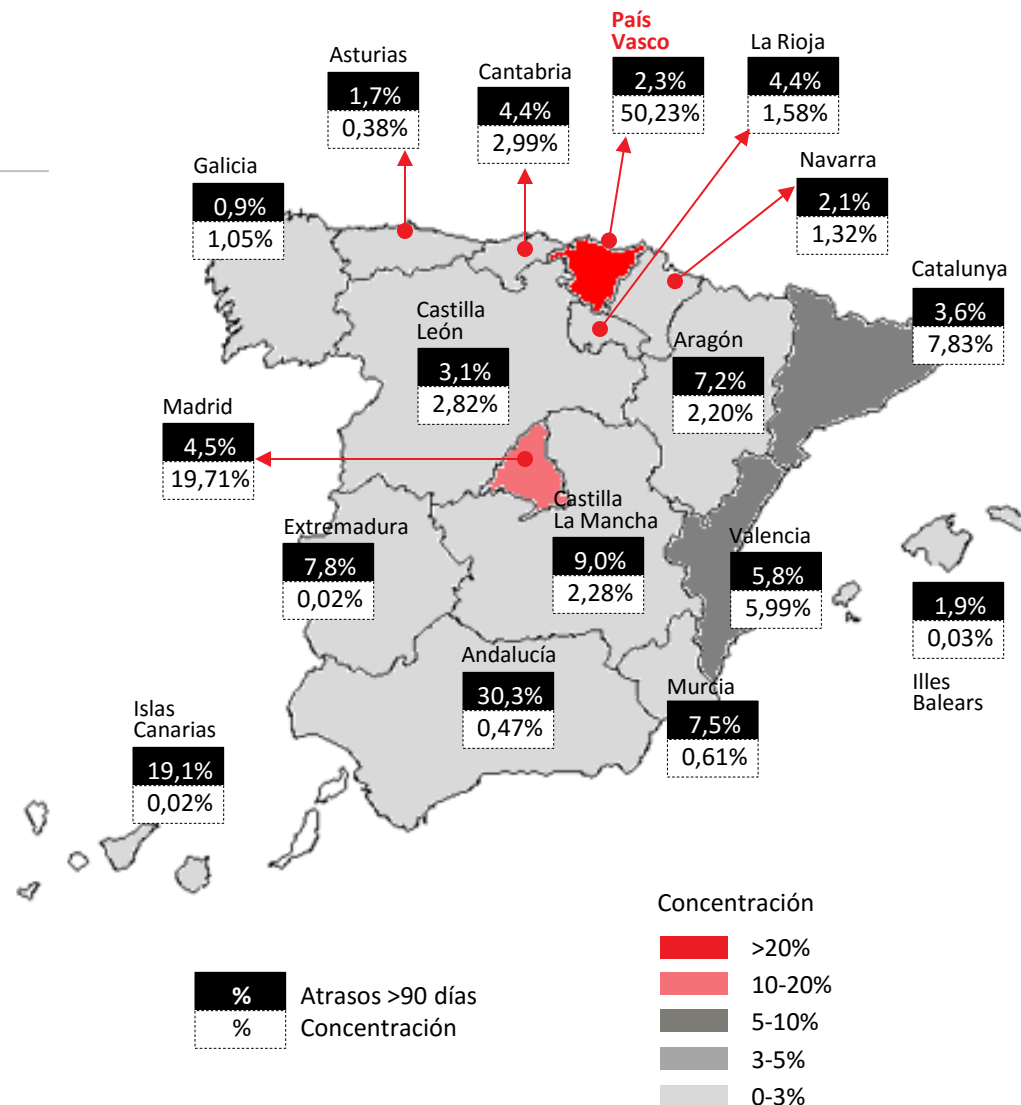 País
Vasco
2,3%
50,23%
La Rioja
4,4%
1,58%
Asturias
1,7%
0,38%
Cantabria
4,4%
2,99%
Navarra
2,1%
1,32%
Galicia
0,9%
1,05%
Catalunya
3,6%
7,83%
Castilla
León
3,1%
2,82%
Aragón
7,2%
2,20%
Madrid
4,5%
19,71%
Castilla
La Mancha
9,0%
2,28%
Extremadura
7,8%
0,02%
Valencia
5,8%
5,99%
1,9%
0,03%
Illes
Balears
Andalucía
30,3%
0,47%
Murcia
7,5%
0,61%
Islas
Canarias
19,1%
0,02%
Concentración
>20%
10-20%
5-10%
3-5%
0-3%
% Atrasos >90 días
% Concentración